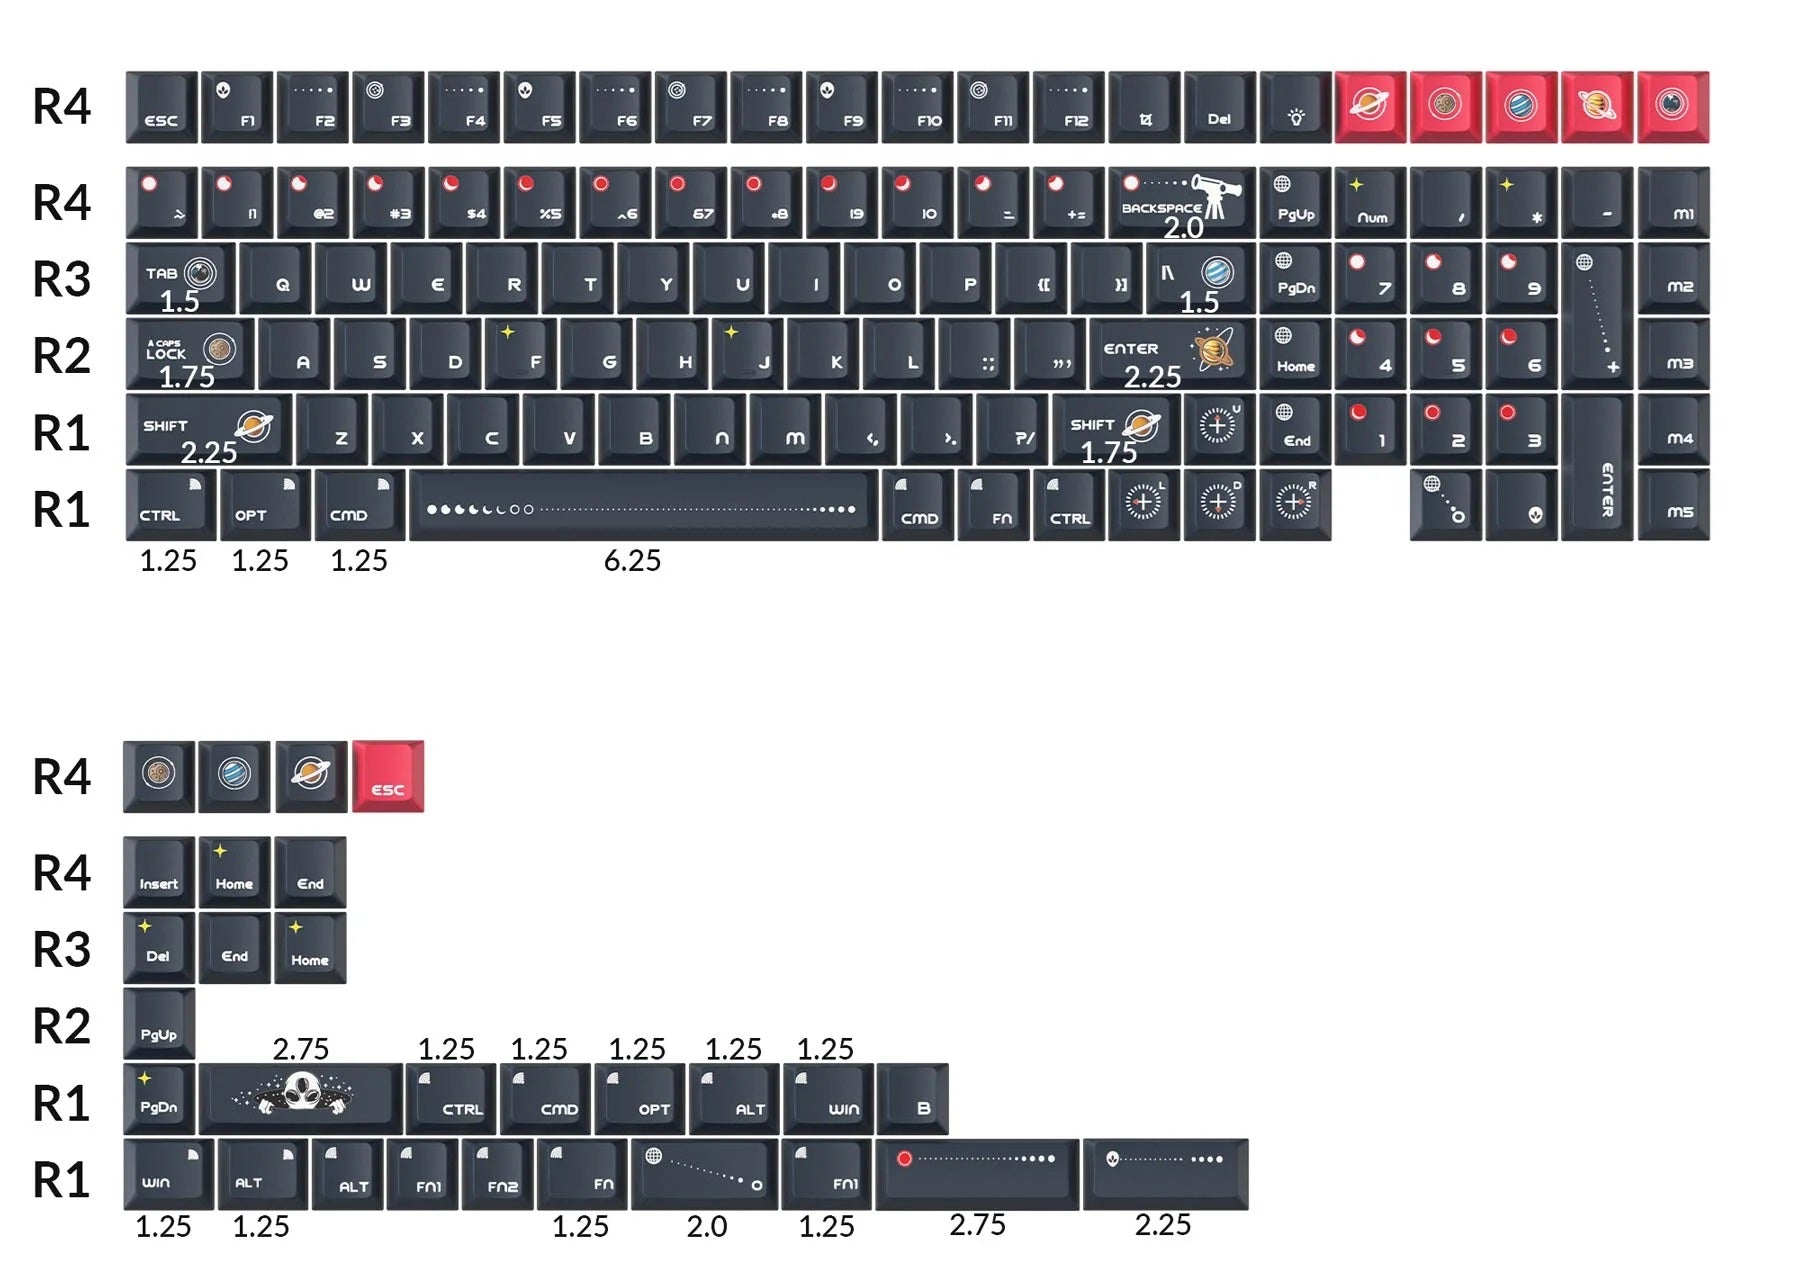 R4 ESC F1 F2 F3 F4 F5 F6 F7 F8 F9 F10 F11 F12 Del
R4 ~ !1 @2 #3 $4 %5 ^6 67 *8 19 10 - += BACKSPACE 2.0 PgUp Num / * - M1
R3 TAB 1.5 Q W E R T Y U I O P {[ }] |\ 1.5 PgDn 7 8 9 M2
R2 A CAPS LOCK 1.75 A S D F G H J K L :; ”’ ENTER 2.25 Home 4 5 6 + M3
R1 SHIFT 2.25 Z X C V B N M <, >. ?/ SHIFT 1.75 U End 1 2 3 ENTER M4
R1 CTRL OPT CMD CMD FN CTRL L D R M5
1.25 1.25 1.25 6.25
R4 ESC
R4 Insert Home End
R3 Del End Home
R2 PgUp
2.75 1.25 1.25 1.25 1.25 1.25
R1 PgDn CTRL CMD OPT ALT WIN B
R1 WIN ALT ALT FN1 FN2 FN FN1
1.25 1.25 1.25 2.0 1.25 2.75 2.25